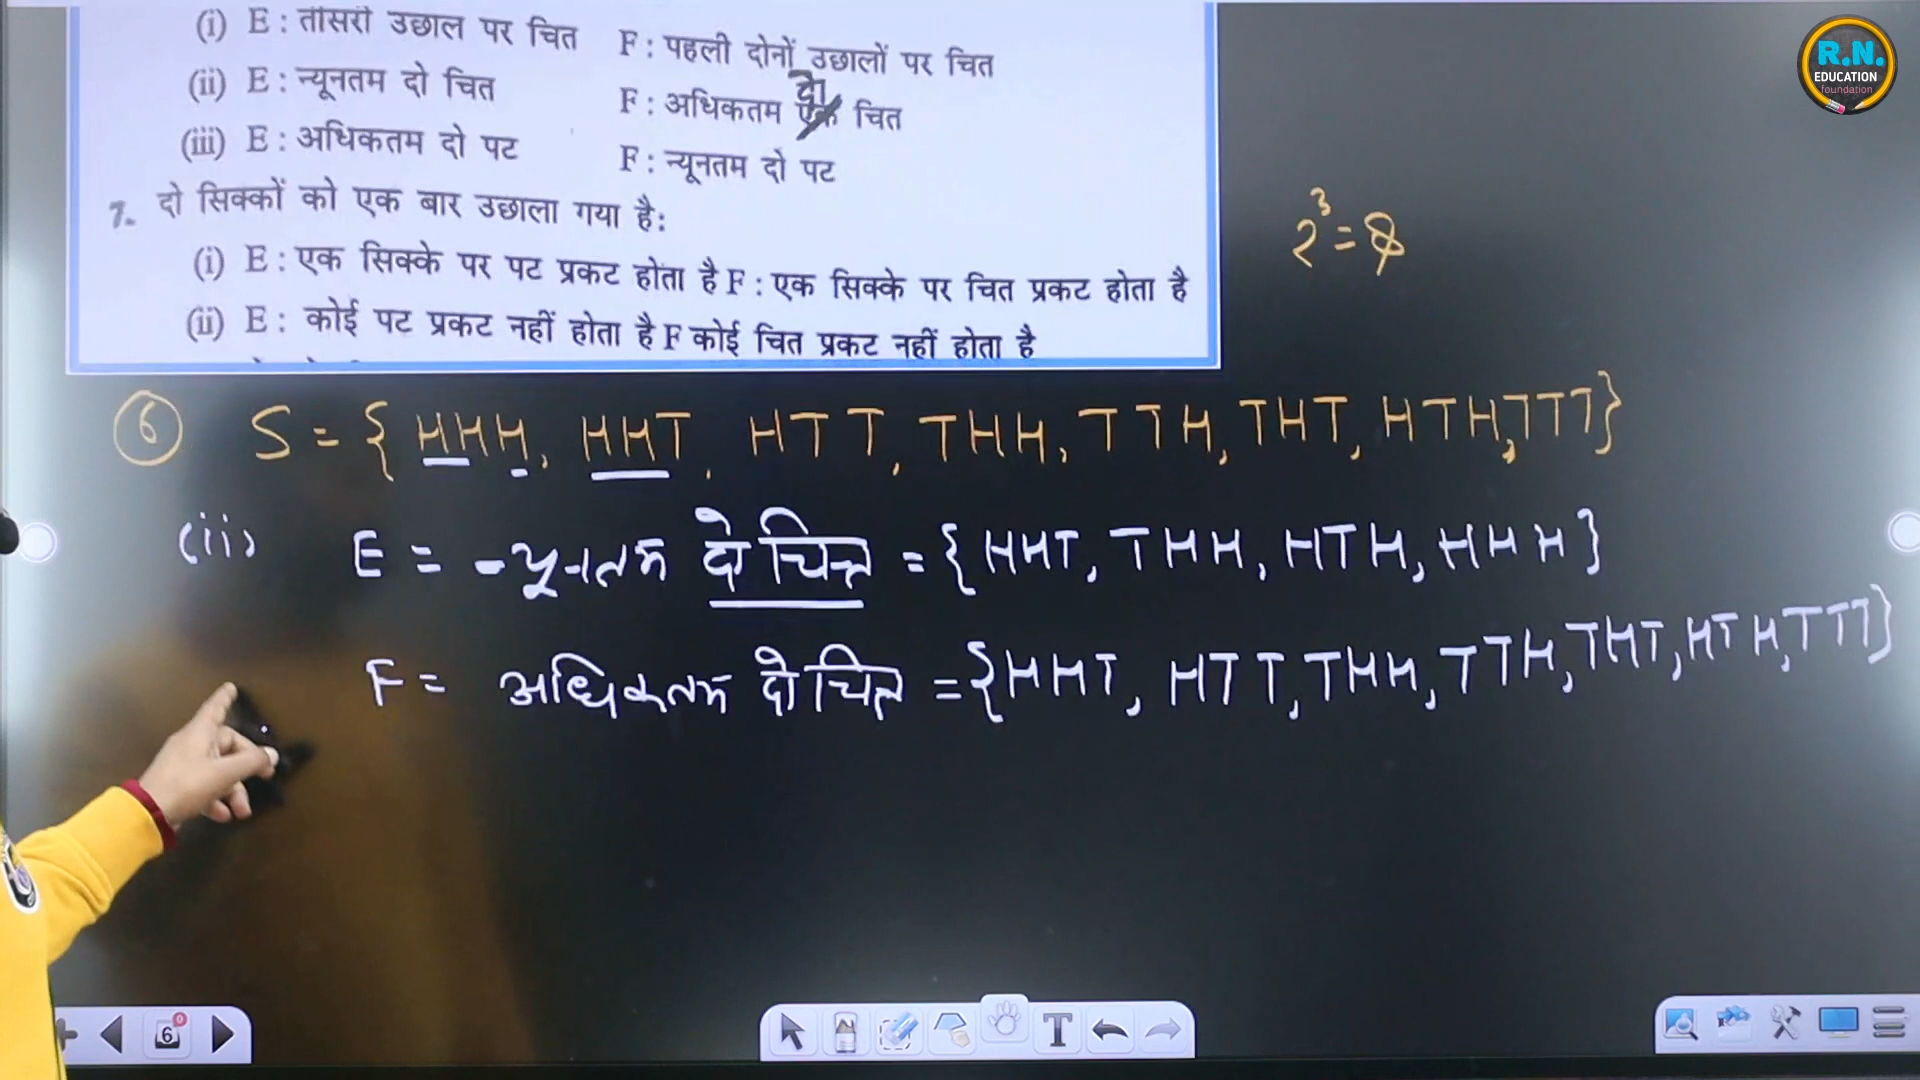 (i) E : तीसरी उछाल पर चित F : पहली दोनों उछालों पर चित
(ii) E : न्यूनतम दो चित F : अधिकतम एक दो चित
(iii) E : अधिकतम दो पट F : न्यूनतम दो पट
7. दो सिक्कों को एक बार उछाला गया है:
(i) E : एक सिक्के पर पट प्रकट होता है F : एक सिक्के पर चित प्रकट होता है
(ii) E : कोई पट प्रकट नहीं होता है F कोई चित प्रकट नहीं होता है
R.N.
EDUCATION
foundation
2³ = 8
6 S = { HHH, HHT, HTT, THH, TTH, THT, HTH, TTT}
(ii) E = न्यूनतम दो चित्त = {HHT, THH, HTH, HHH}
F = अधिकतम दो चित्त = {HHT, HTT, THH, TTH, THT, HTH, TTT}
6
0
T